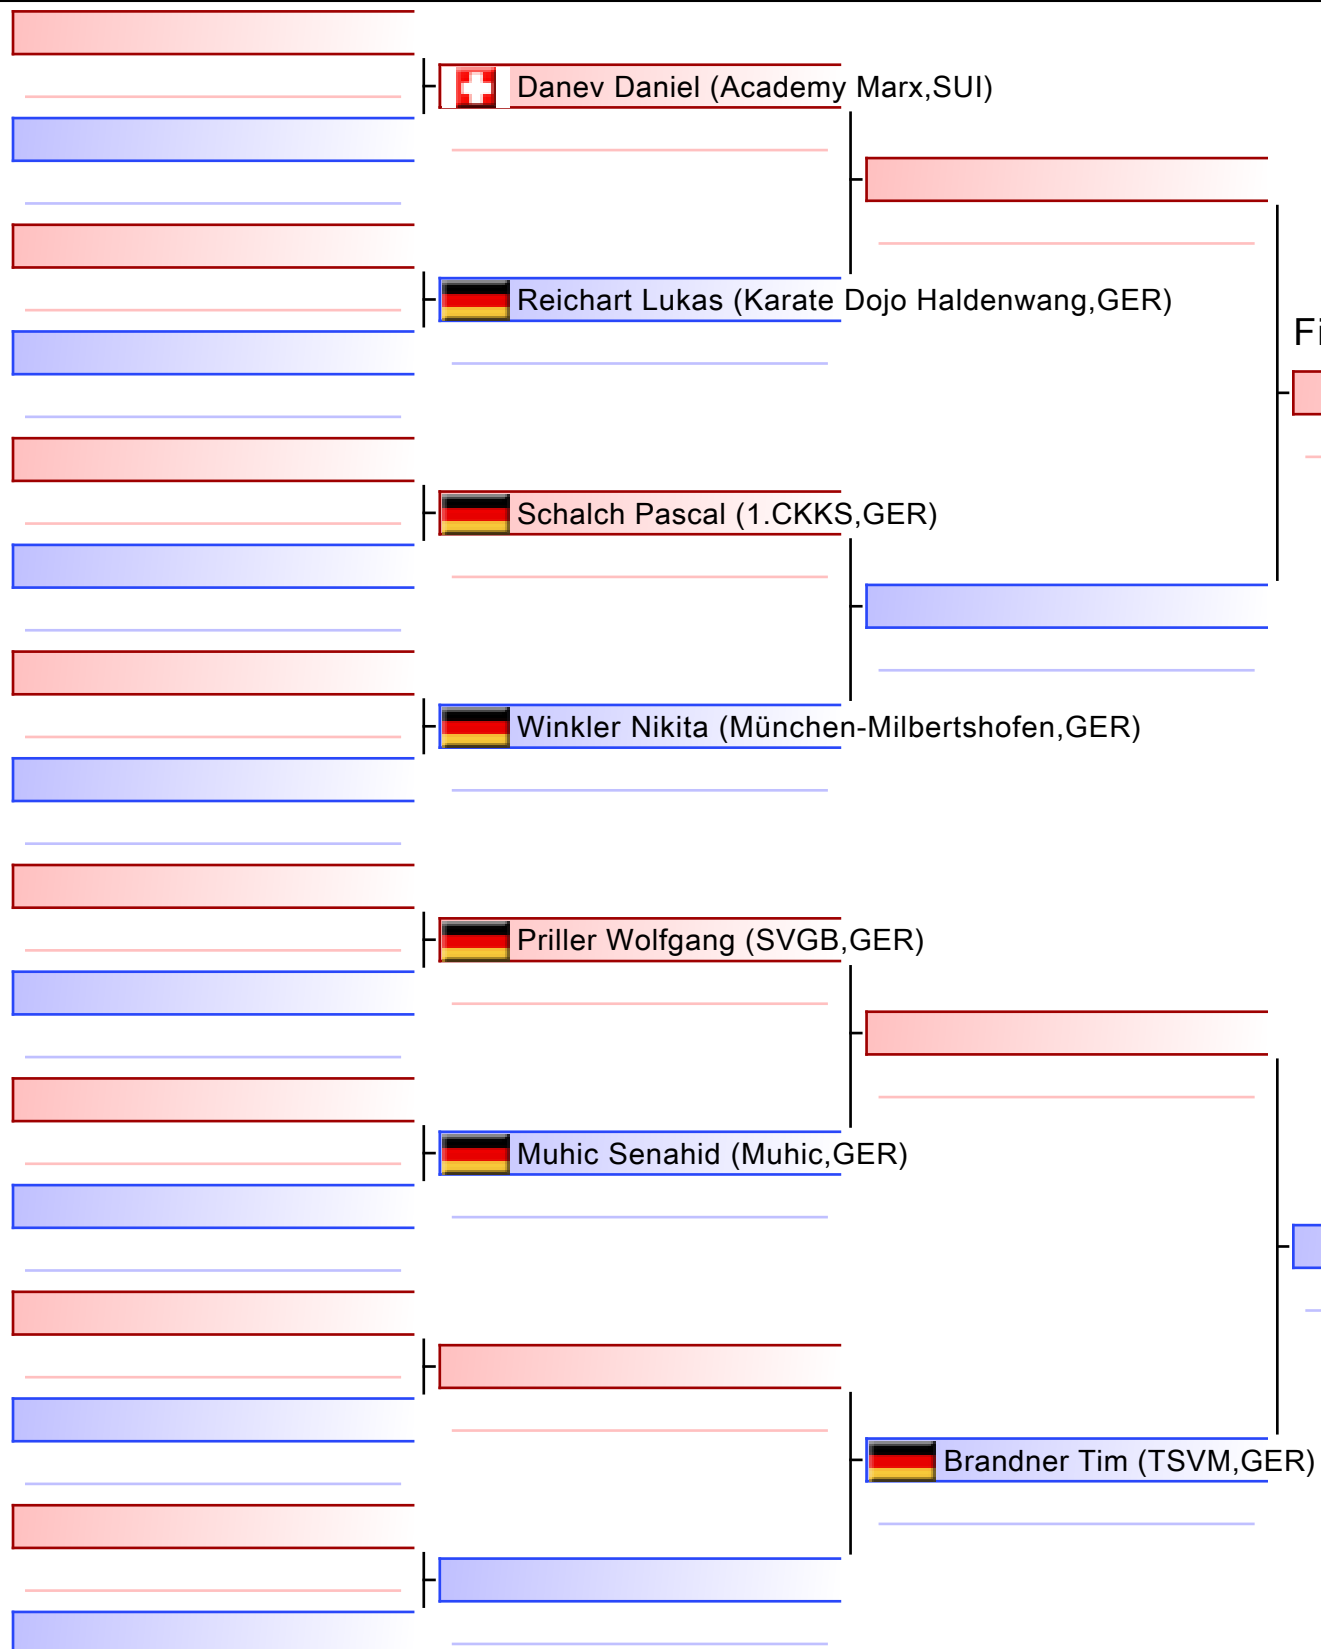 Danev Daniel (Academy Marx,SUI)
Reichart Lukas (Karate Dojo Haldenwang,GER)
Fi
Schalch Pascal (1.CKKS,GER)
Winkler Nikita (München-Milbertshofen,GER)
Priller Wolfgang (SVGB,GER)
Muhic Senahid (Muhic,GER)
Brandner Tim (TSVM,GER)